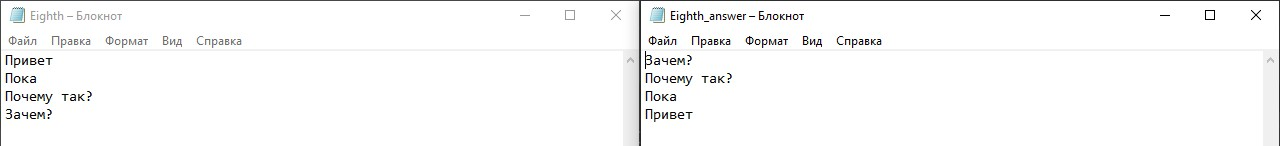 Eighth – Блокнот
Файл Правка Формат Вид Справка
Привет
Пока
Почему так?
Зачем?
Eighth_answer – Блокнот
Файл Правка Формат Вид Справка
Зачем?
Почему так?
Пока
Привет